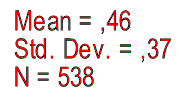 Mean = ,46
Std. Dev. = ,37
N = 538